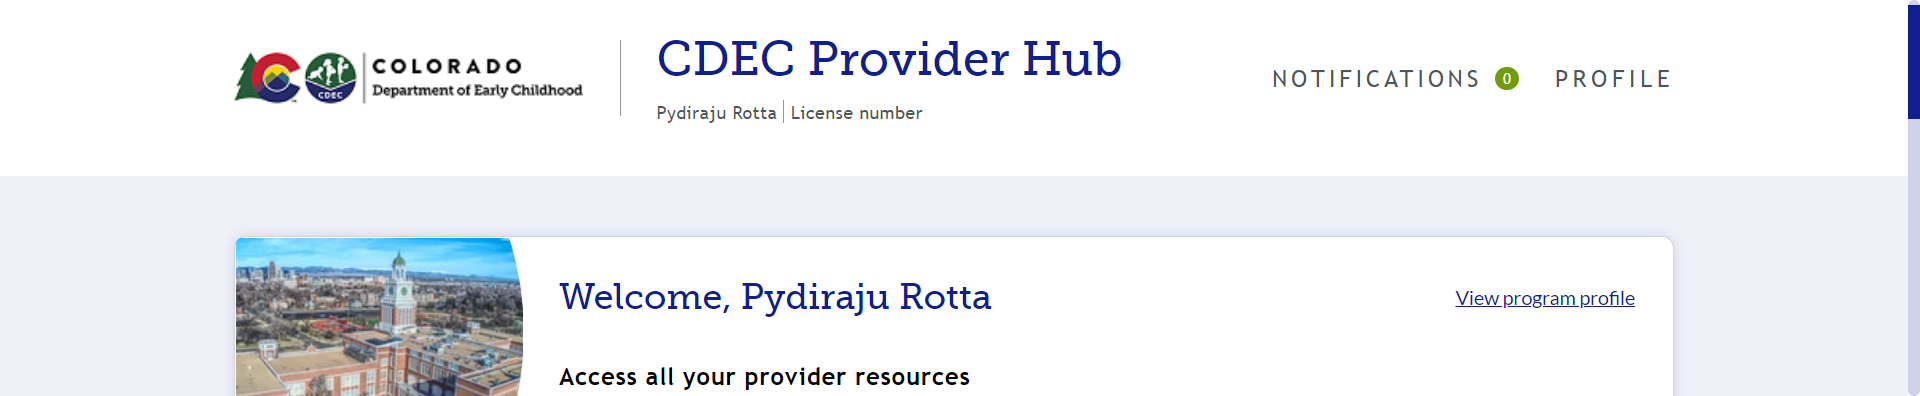 COLORADO
Department of Early Childhood
CDEC
CDEC Provider Hub
Pydiraju Rotta | License number
NOTIFICATIONS 0 PROFILE
Welcome, Pydiraju Rotta
View program profile
Access all your provider resources